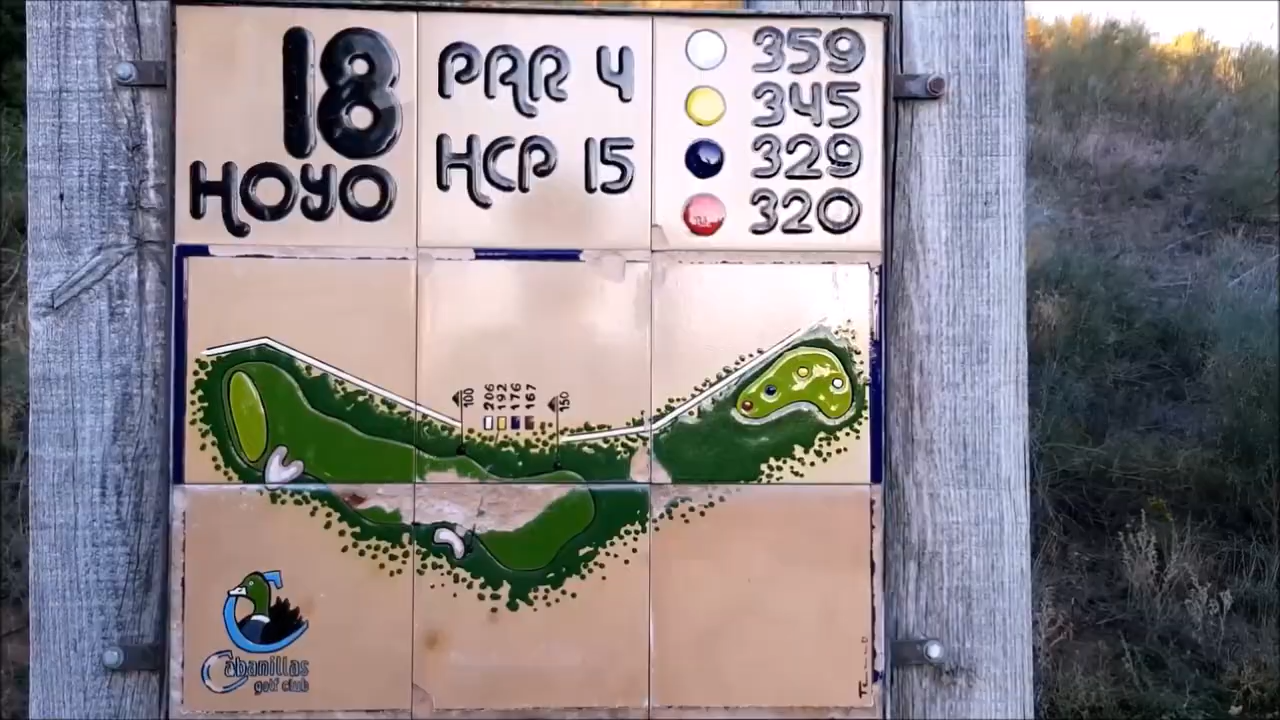 18
HOYO
PAR 4
HCP 15
359
345
329
320
100
206
192
176
167
150
Cabanillas
golf club